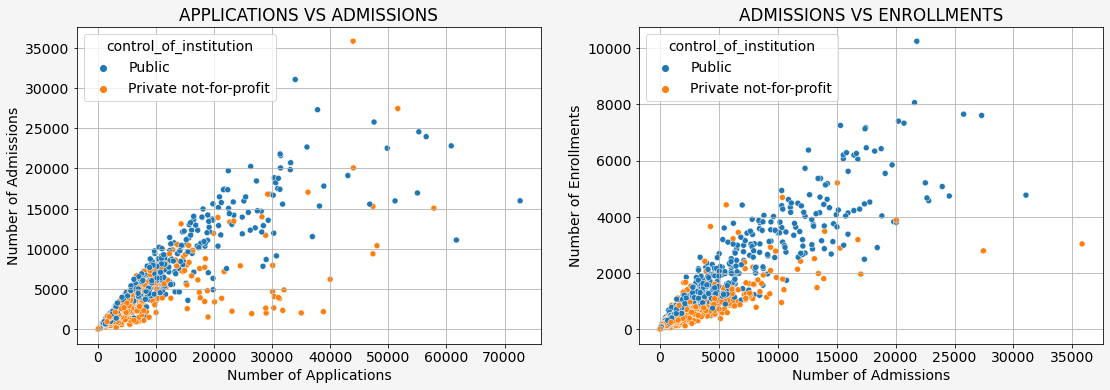 APPLICATIONS VS ADMISSIONS
control_of_institution
Public
Private not-for-profit
Number of Admissions
35000
30000
25000
20000
15000
10000
5000
0
0 10000 20000 30000 40000 50000 60000 70000
Number of Applications
ADMISSIONS VS ENROLLMENTS
control_of_institution
Public
Private not-for-profit
Number of Enrollments
10000
8000
6000
4000
2000
0
0 5000 10000 15000 20000 25000 30000 35000
Number of Admissions